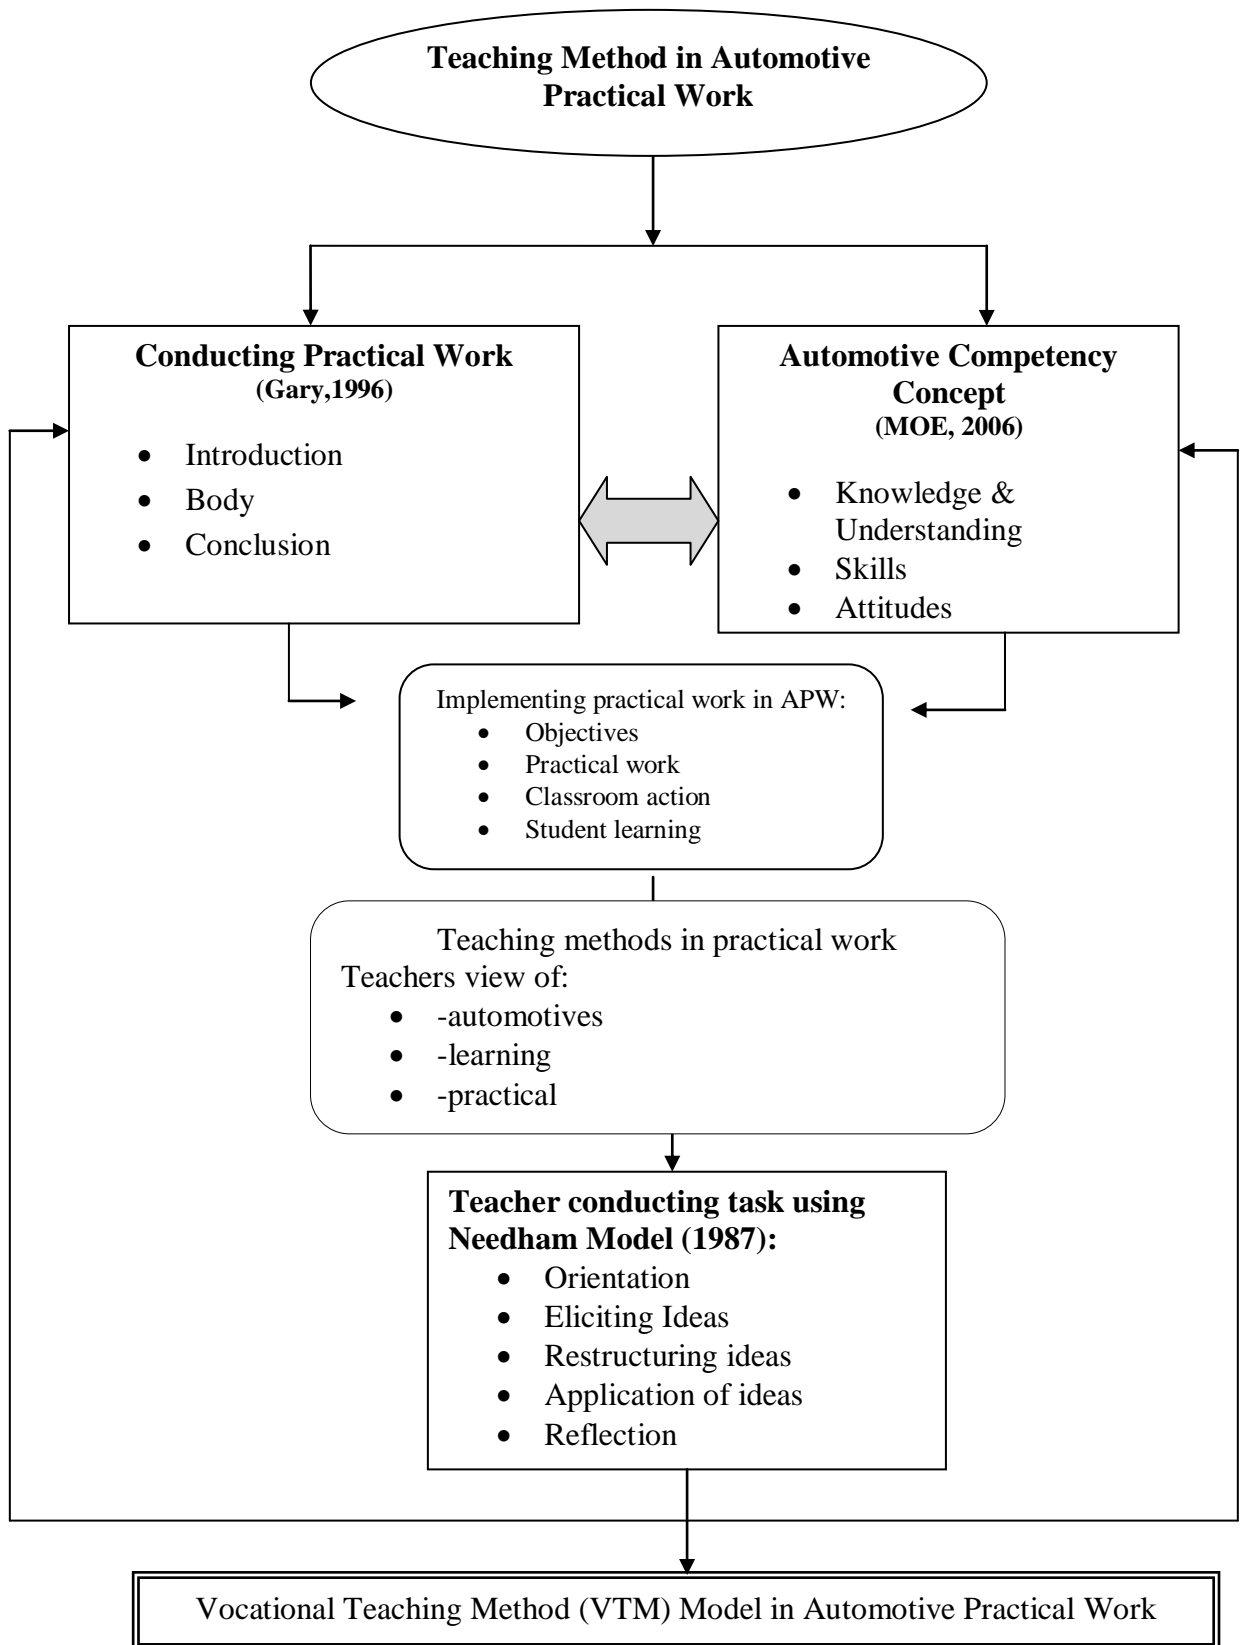 Teaching Method in Automotive
Practical Work
Conducting Practical Work
(Gary,1996)
• Introduction
• Body
• Conclusion
Automotive Competency
Concept
(MOE, 2006)
• Knowledge &
Understanding
• Skills
• Attitudes
Implementing practical work in APW:
• Objectives
• Practical work
• Classroom action
• Student learning
Teaching methods in practical work
Teachers view of:
• -automotives
• -learning
• -practical
Teacher conducting task using
Needham Model (1987):
• Orientation
• Eliciting Ideas
• Restructuring ideas
• Application of ideas
• Reflection
Vocational Teaching Method (VTM) Model in Automotive Practical Work